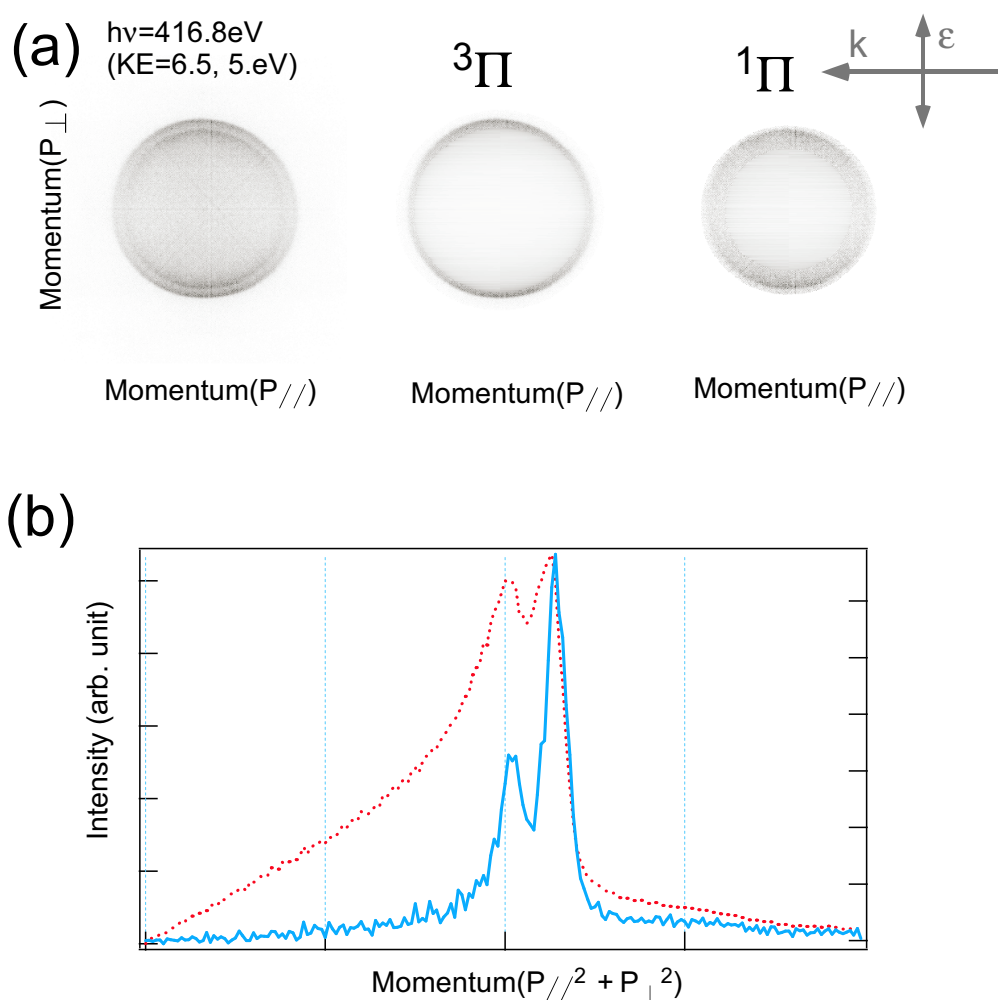 (a)
hν=416.8eV
(KE=6.5, 5.eV)
³Π
¹Π
k
ε
Momentum(P⊥)
Momentum(P//)
Momentum(P//)
Momentum(P//)
(b)
Intensity (arb. unit)
Momentum(P//² + P⊥²)